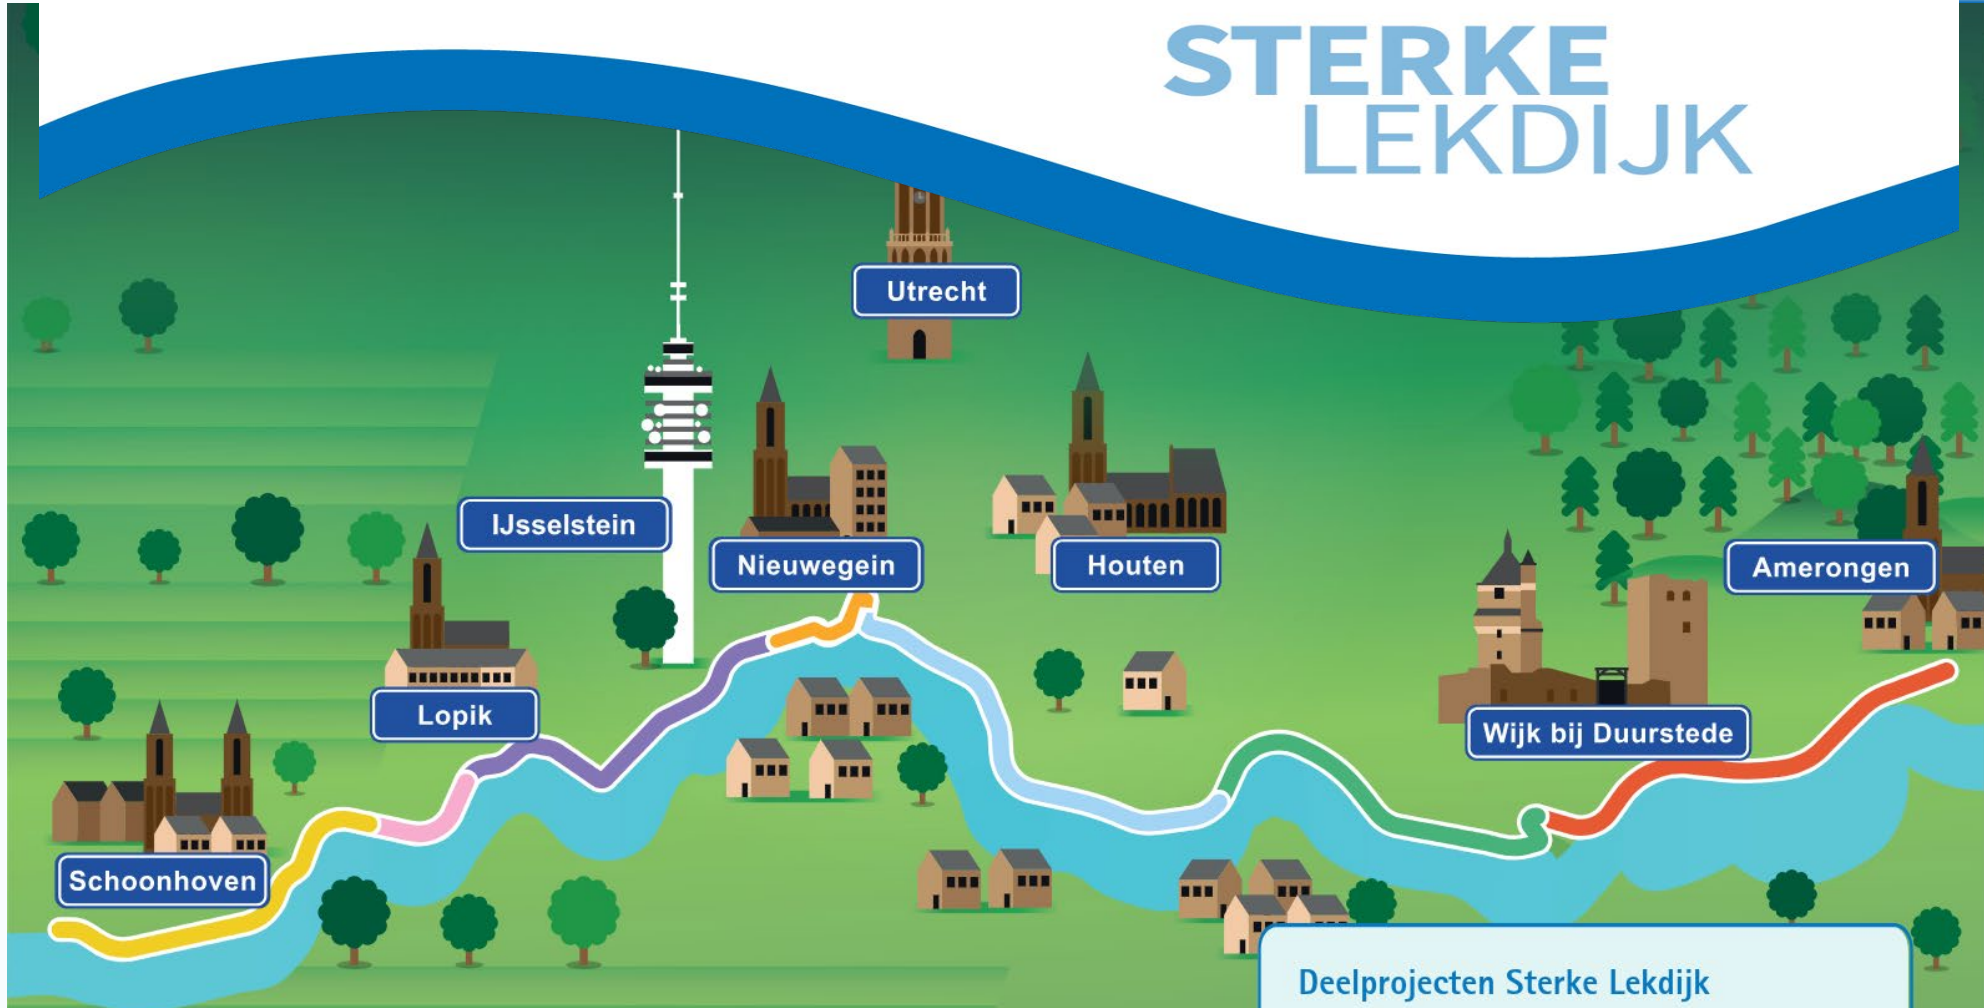 STERKE
LEKDIJK
Utrecht
IJsselstein
Nieuwegein
Houten
Amerongen
Lopik
Wijk bij Duurstede
Schoonhoven
Deelprojecten Sterke Lekdijk